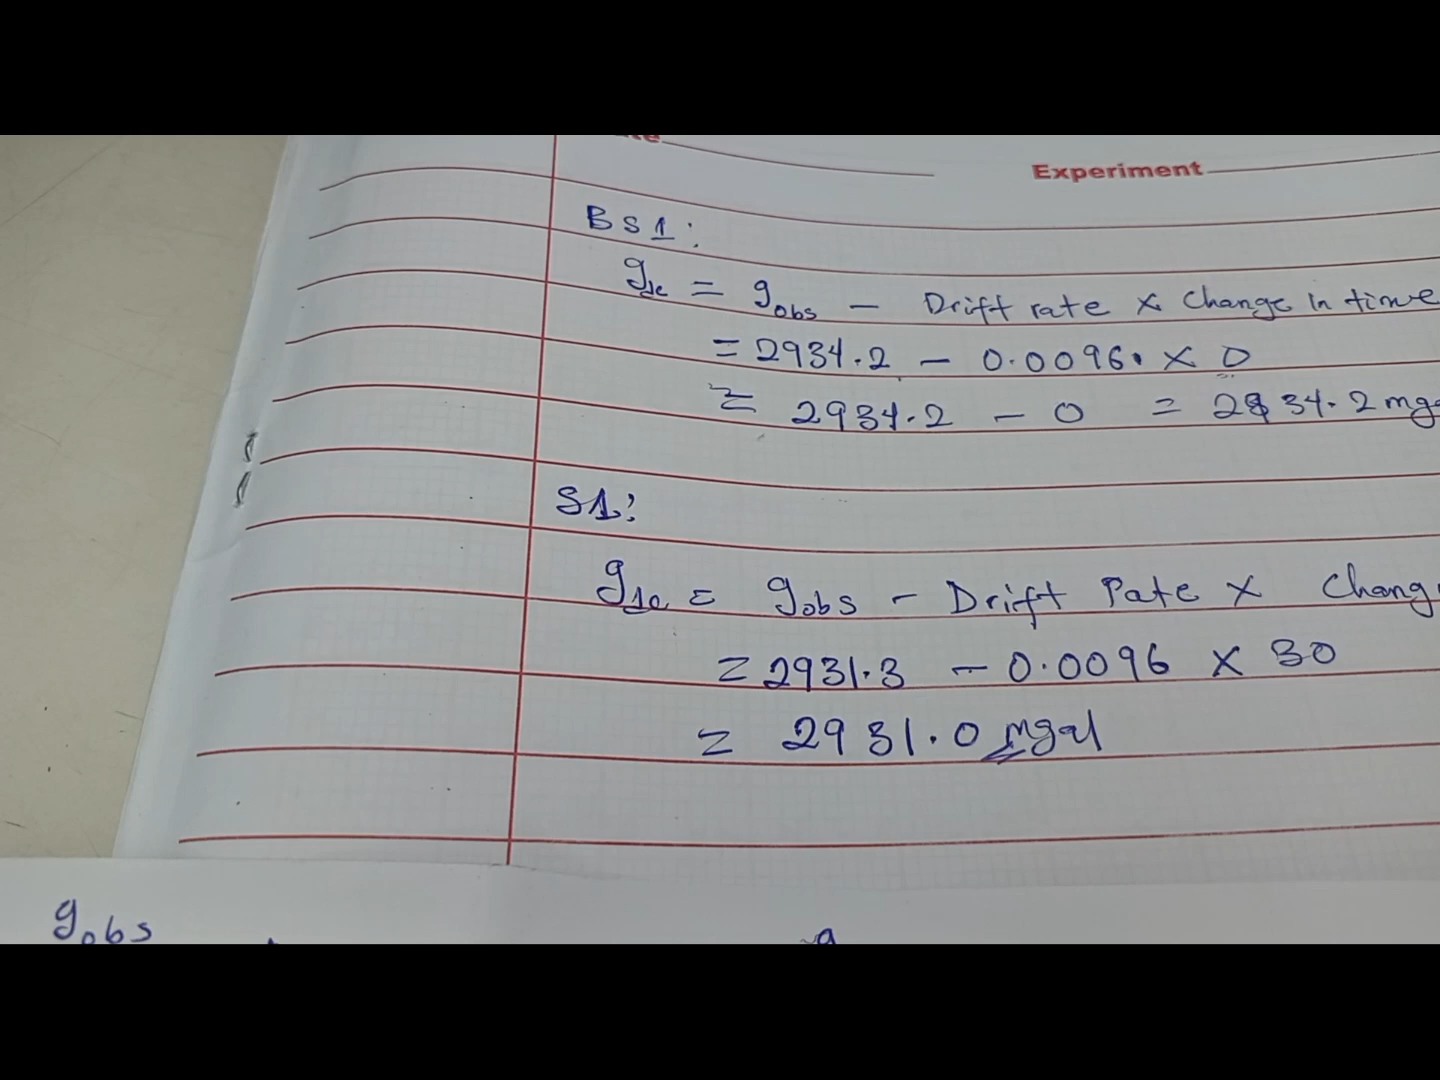 Experiment
BS1:
g1c = gobs - Drift rate x Change in time
= 2934.2 - 0.0096 x 0
= 2934.2 - 0 = 2934.2 mg
S1:
g1c = gobs - Drift Rate x Chang
= 2931.3 - 0.0096 x 30
= 2931.0 mgal
gobs